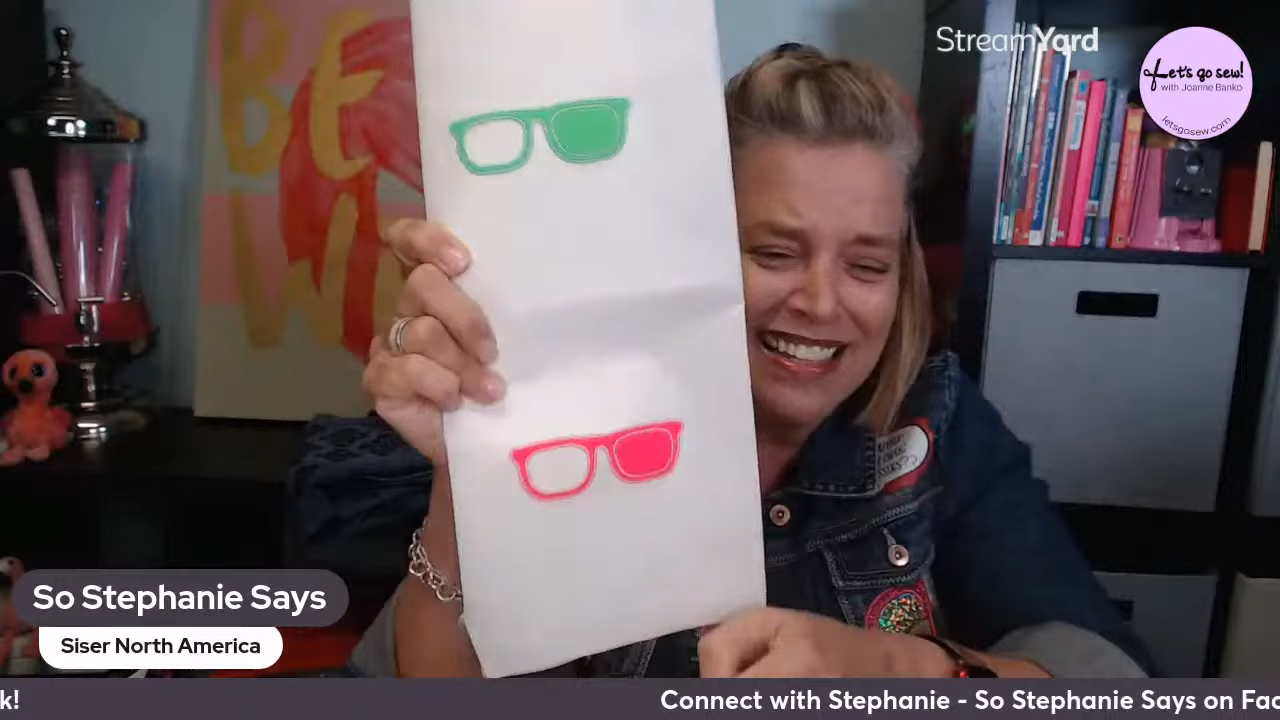 StreamYard
Let's go sew!
with Joanne Banko
letsgosew.com
BE
So Stephanie Says
Siser North America
k!
Connect with Stephanie - So Stephanie Says on Fac